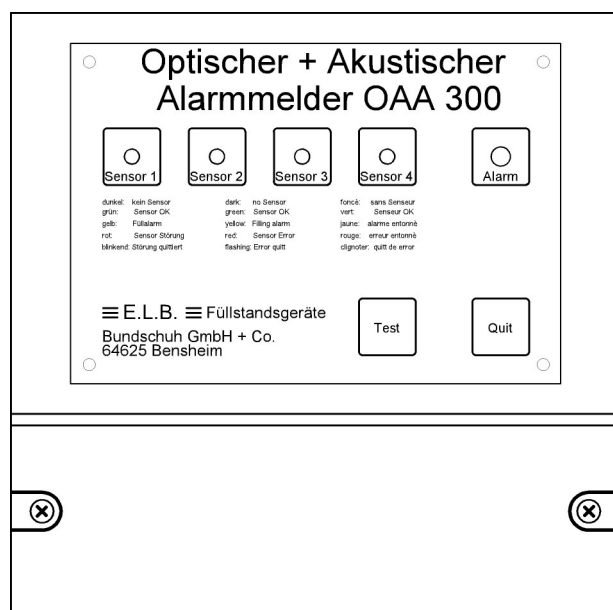 Optischer + Akustischer
Alarmmelder OAA 300
Sensor 1 Sensor 2 Sensor 3 Sensor 4 Alarm
dunkel: kein Sensor
grün: Sensor OK
gelb: Füllalarm
rot: Sensor Störung
blinkend: Störung quittiert
dark: no Sensor
green: Sensor OK
yellow: Filling alarm
red: Sensor Error
flashing: Error quitt
foncè: sans Senseur
vert: Senseur OK
jaune: alarme entonnè
rouge: erreur entonnè
clignoter: quitt de error
E.L.B. Füllstandsgeräte
Bundschuh GmbH + Co.
64625 Bensheim
Test Quit